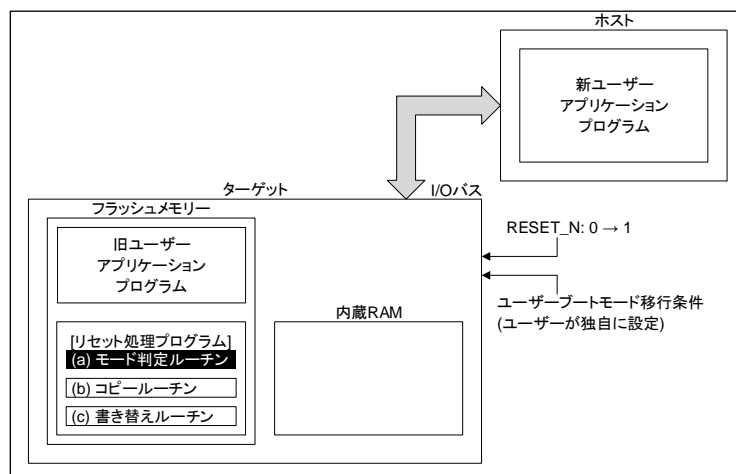 ホスト
新ユーザー
アプリケーション
プログラム
ターゲット
I/Oバス
フラッシュメモリー
旧ユーザー
アプリケーション
プログラム
RESET_N: 0 → 1
ユーザーブートモード移行条件
(ユーザーが独自に設定)
内蔵RAM
[リセット処理プログラム]
(a) モード判定ルーチン
(b) コピールーチン
(c) 書き替えルーチン